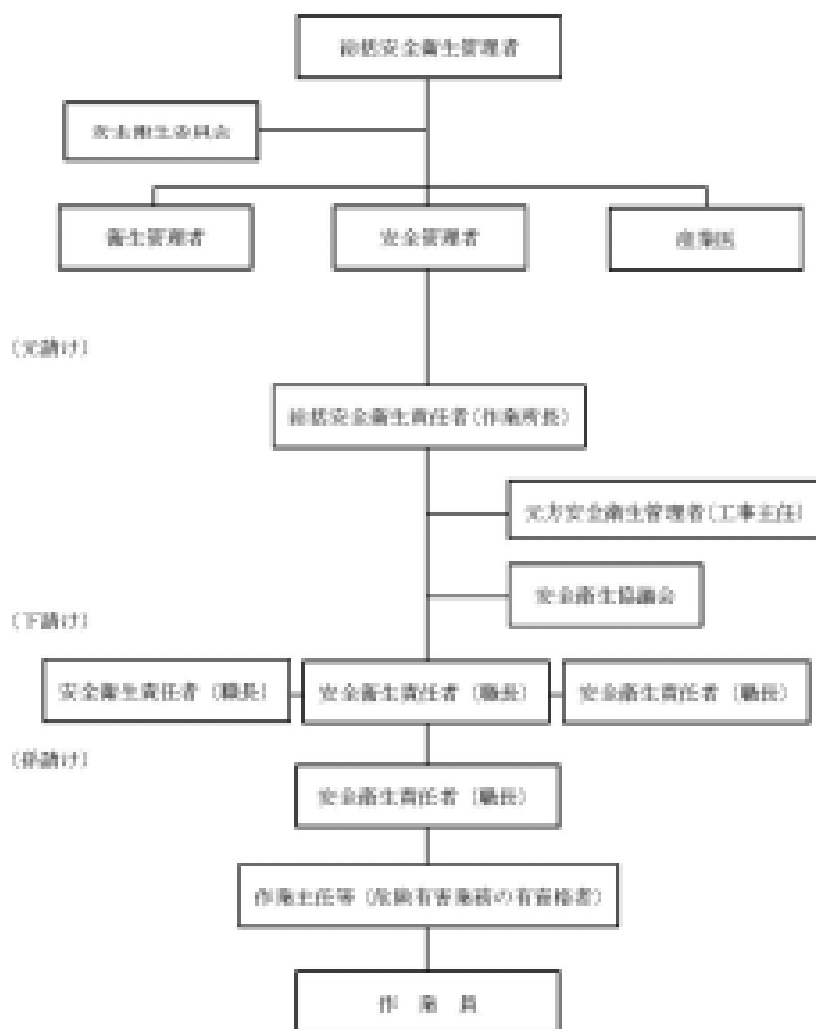 総括安全衛生管理者
安全衛生委員会
衛生管理者
安全管理者
産業医
(元請け)
統括安全衛生責任者(作業所長)
元方安全衛生管理者(工事主任)
安全衛生協議会
(下請け)
安全衛生責任者（職長）
安全衛生責任者（職長）
安全衛生責任者（職長）
(孫請け)
安全衛生責任者（職長）
作業主任等（危険有害業務の有資格者）
作　業　員